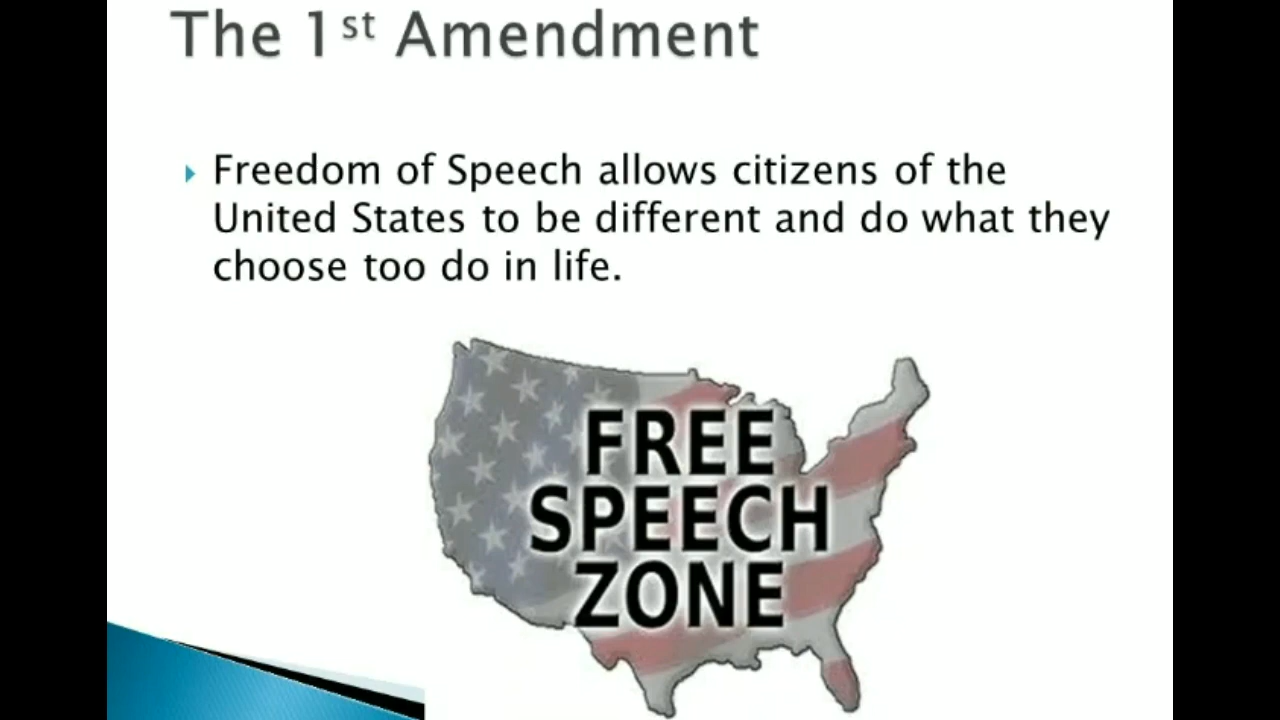 The 1st Amendment
Freedom of Speech allows citizens of the
United States to be different and do what they
choose too do in life.
FREE
SPEECH
ZONE